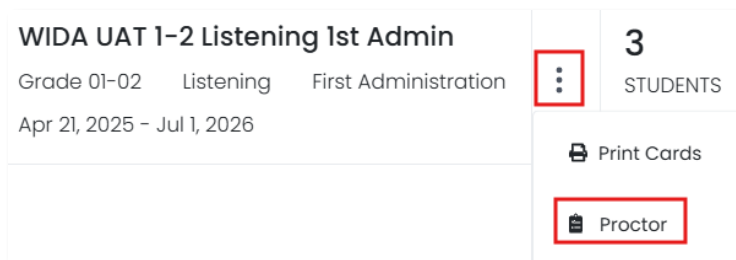 WIDA UAT 1-2 Listening 1st Admin
Grade 01-02 Listening First Administration
Apr 21, 2025 - Jul 1, 2026
3
STUDENTS
Print Cards
Proctor